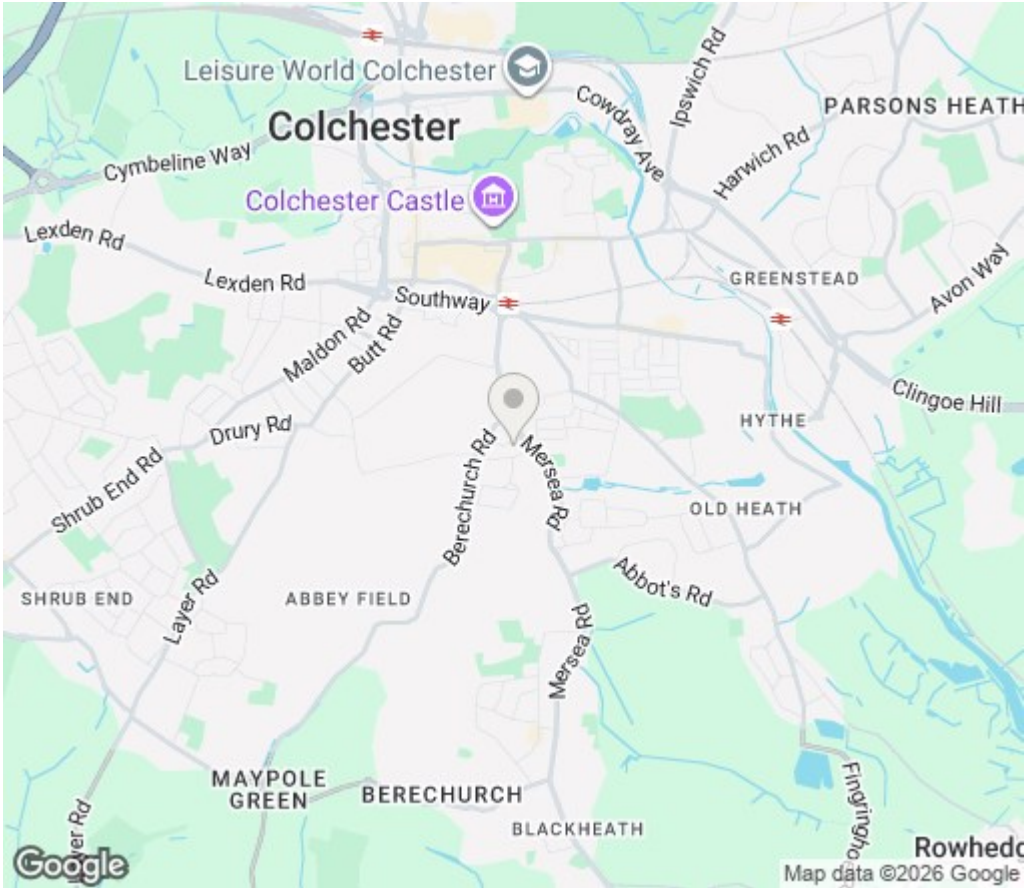 Leisure World Colchester
Ipswich Rd
Cowdray Ave
PARSONS HEATH
Colchester
Harwich Rd
Cymbeline Way
Colchester Castle
Lexden Rd
Lexden Rd
GREENSTEAD
Avon Way
Southway
Maldon Rd
Butt Rd
Clingoe Hill
HYTHE
Drury Rd
Berechurch Rd
Mersea Rd
Shrub End Rd
OLD HEATH
Abbot's Rd
SHRUB END
Layer Rd
ABBEY FIELD
Mersea Rd
MAYPOLE
GREEN
BERECHURCH
BLACKHEATH
Rd
Google
Map data ©2026 Google